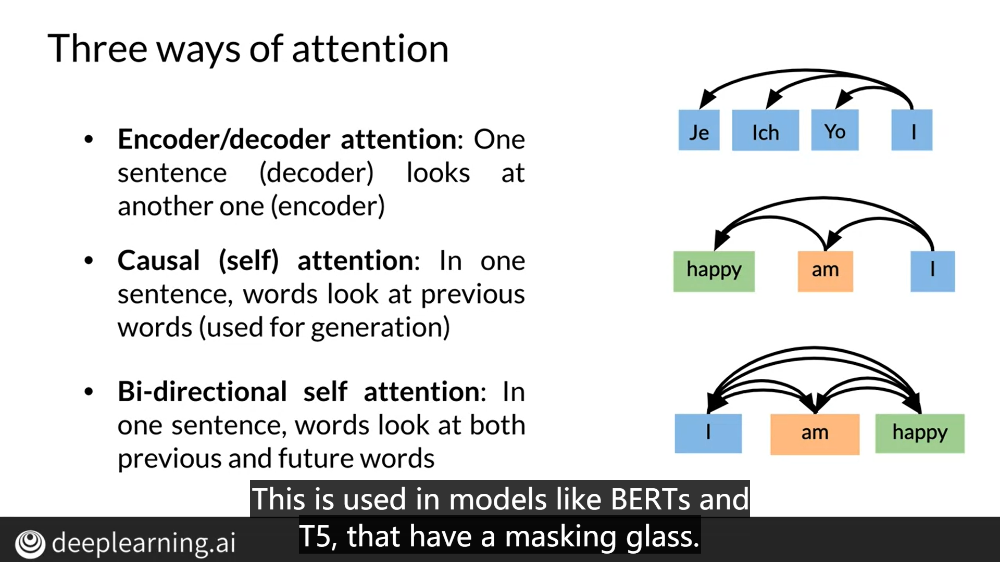 Three ways of attention
• Encoder/decoder attention: One
sentence (decoder) looks at
another one (encoder)
• Causal (self) attention: In one
sentence, words look at previous
words (used for generation)
• Bi-directional self attention: In
one sentence, words look at both
previous and future words
Je Ich Yo I
happy am I
I am happy
This is used in models like BERTs and
T5, that have a masking glass.
deeplearning.ai